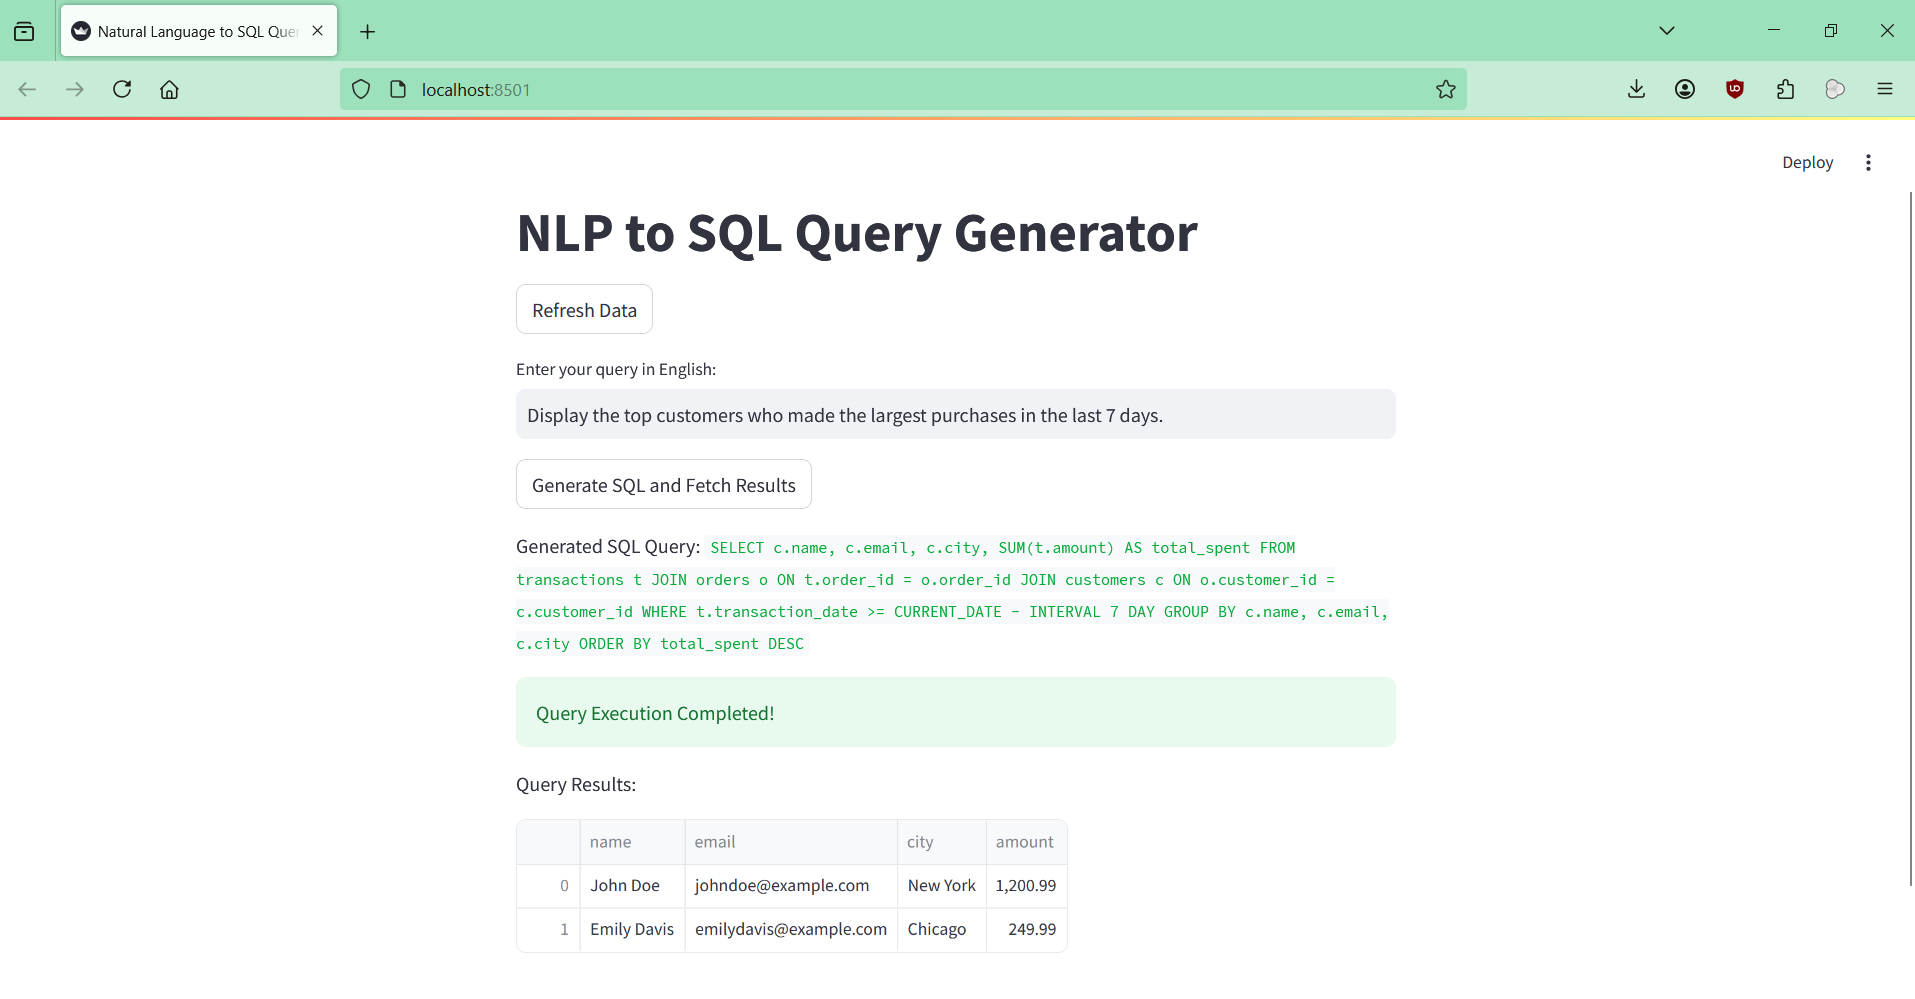 Natural Language to SQL Quer
localhost:8501
Deploy
NLP to SQL Query Generator
Refresh Data
Enter your query in English:
Display the top customers who made the largest purchases in the last 7 days.
Generate SQL and Fetch Results
Generated SQL Query: SELECT c.name, c.email, c.city, SUM(t.amount) AS total_spent FROM
transactions t JOIN orders o ON t.order_id = o.order_id JOIN customers c ON o.customer_id =
c.customer_id WHERE t.transaction_date >= CURRENT_DATE - INTERVAL 7 DAY GROUP BY c.name, c.email,
c.city ORDER BY total_spent DESC
Query Execution Completed!
Query Results:
name email city amount
0 John Doe johndoe@example.com New York 1,200.99
1 Emily Davis emilydavis@example.com Chicago 249.99